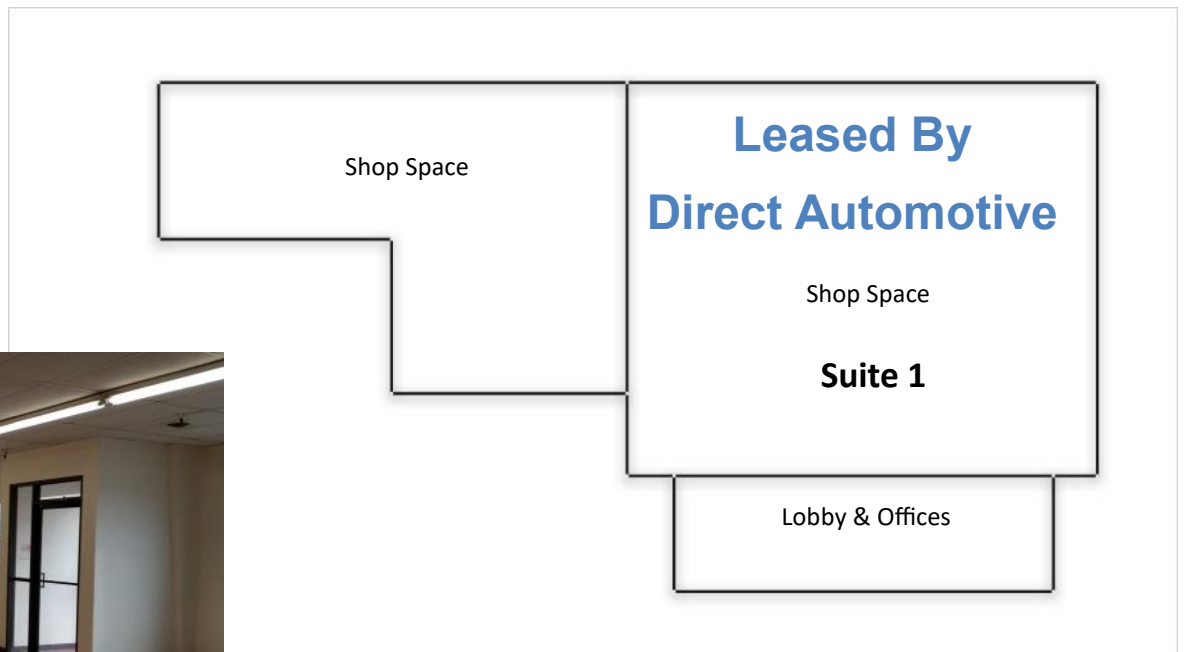 Shop Space
Leased By
Direct Automotive
Shop Space
Suite 1
Lobby & Offices